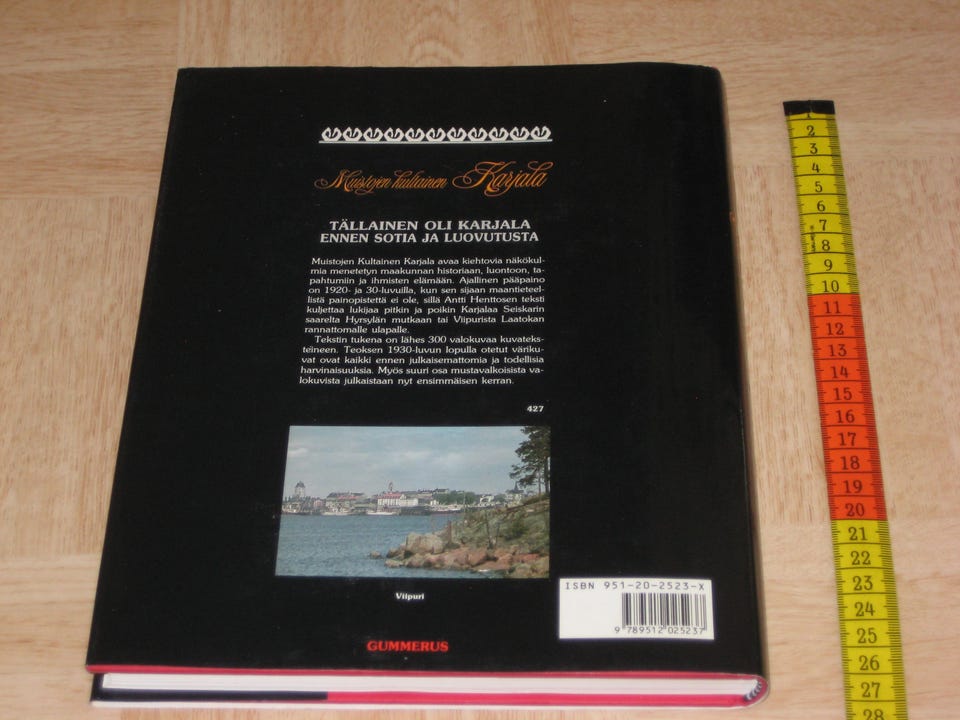 Muistojen kultainen Karjala
TÄLLAINEN OLI KARJALA
ENNEN SOTIA JA LUOVUTUSTA
Muistojen Kultainen Karjala avaa kiehtovia näkökul-
mia menetetyn maakunnan historiaan, luontoon, ta-
pahtumiin ja ihmisten elämään. Ajallinen pääpaino
on 1920- ja 30-luvuilla, kun sen sijaan maantieteel-
listä painopistettä ei ole, sillä Antti Henttosen teksti
kuljettaa lukijaa pitkin ja poikin Karjalaa Seiskarin
saarelta Hyrsylän mutkaan tai Viipurista Laatokan
rannattomalle ulapalle.
Tekstin tukena on lähes 300 valokuvaa kuvateks-
teineen. Teoksen 1930-luvun lopulla otetut väriku-
vat ovat kaikki ennen julkaisemattomia ja todellisia
harvinaisuuksia. Myös suuri osa mustavalkoisista va-
lokuvista julkaistaan nyt ensimmäisen kerran.
427
Viipuri
ISBN 951-20-2523-X
9 789512 025237
GUMMERUS
1
2
3
4
5
6
7
8
9
10
11
12
13
14
15
16
17
18
19
20
21
22
23
24
25
26
27
28